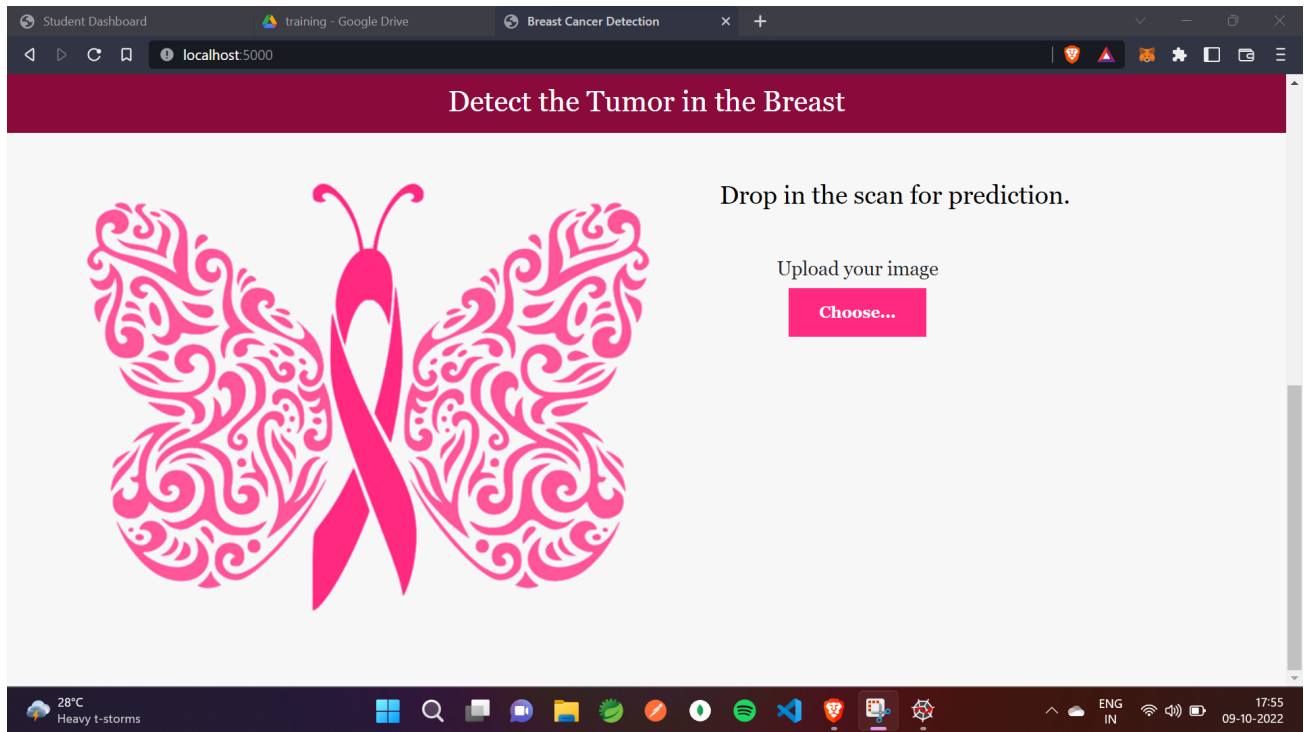 Student Dashboard
training - Google Drive
Breast Cancer Detection
localhost:5000
Detect the Tumor in the Breast
Drop in the scan for prediction.
Upload your image
Choose...
28°C
Heavy t-storms
ENG
IN
17:55
09-10-2022